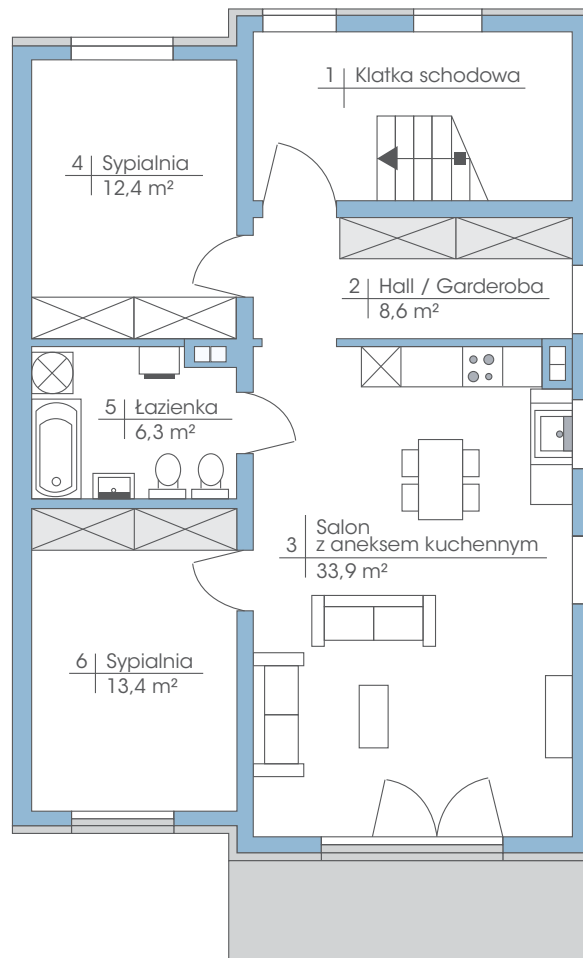 1 Klatka schodowa
4 Sypialnia
12,4 m²
2 Hall / Garderoba
8,6 m²
5 Łazienka
6,3 m²
3 Salon
z aneksem kuchennym
33,9 m²
6 Sypialnia
13,4 m²